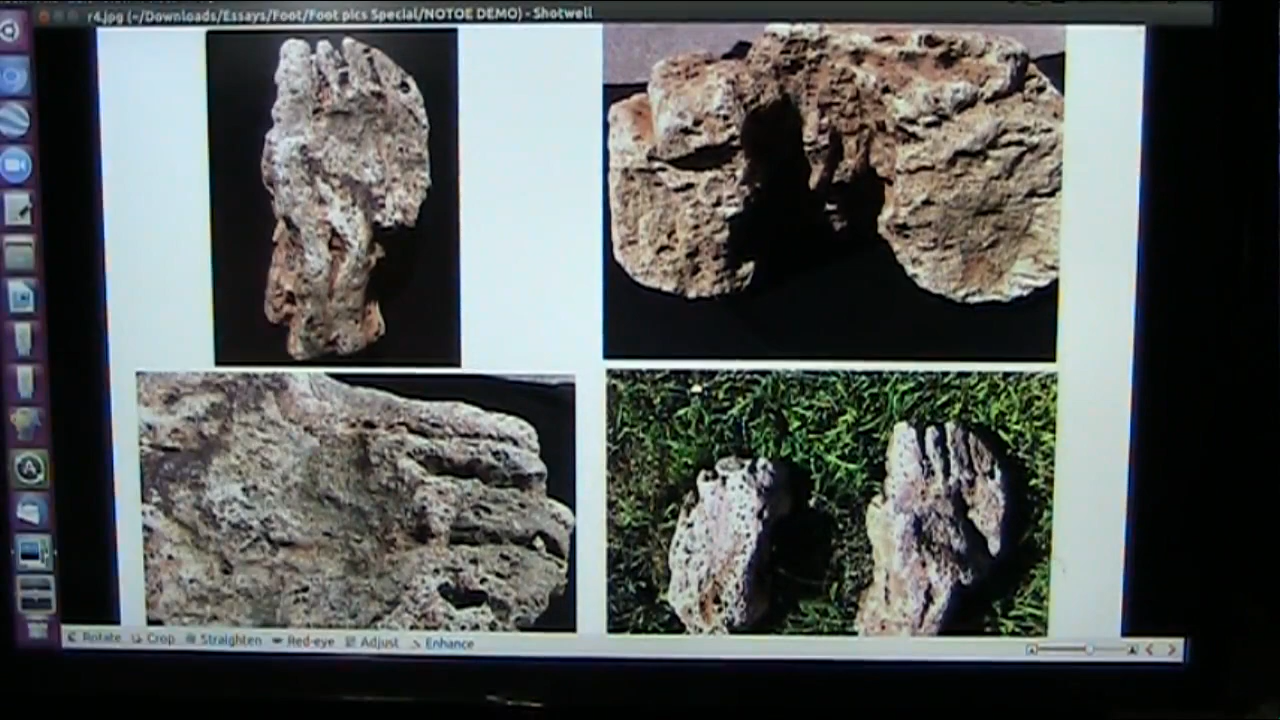 r4.jpg (~/Downloads/Essays/Foot/Foot pics Special/NOTOE DEMO) - Shotwell
Rotate Crop Straighten Red-eye Adjust Enhance